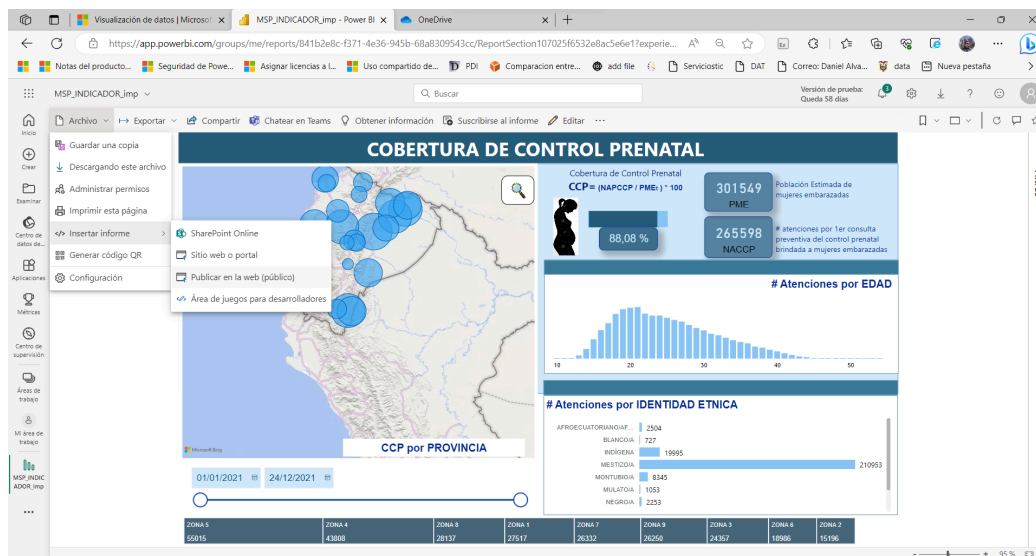 Visualización de datos | Microsof
MSP_INDICADOR_imp - Power BI
OneDrive
https://app.powerbi.com/groups/me/reports/841b2e8c-f371-4e36-945b-68a8309543cc/ReportSection107025f6532e8ac5e6e1?experie...
Notas del producto...
Seguridad de Powe...
Asignar licencias a l...
Uso compartido de...
PDI
Comparacion entre...
add file
Serviciostic
DAT
Correo: Daniel Alva...
data
Nueva pestaña
MSP_INDICADOR_imp
Buscar
Versión de prueba:
Queda 58 días
3
Archivo
Exportar
Compartir
Chatear en Teams
Obtener información
Suscribirse al informe
Editar
Inicio
Crear
Examinar
Centro de
datos de...
Aplicaciones
Métricas
Centro de
supervisión
Áreas de
trabajo
Mi área de
trabajo
MSP_INDIC
ADOR_imp
Guardar una copia
Descargando este archivo
Administrar permisos
Imprimir esta página
Insertar informe
Generar código QR
Configuración
SharePoint Online
Sitio web o portal
Publicar en la web (público)
Área de juegos para desarrolladores
COBERTURA DE CONTROL PRENATAL
Cobertura de Control Prenatal
CCP = (NAPCCP / PMEt ) * 100
88,08 %
301549
PME
Población Estimada de
mujeres embarazadas
265598
NACCP
# atenciones por 1er consulta
preventiva del control prenatal
brindada a mujeres embarazadas
# Atenciones por EDAD
10 20 30 40 50
# Atenciones por IDENTIDAD ETNICA
AFROECUATORIANO/AF... 2504
BLANCO/A 727
INDÍGENA 19995
MESTIZO/A 210953
MONTUBIO/A 8345
MULATO/A 1053
NEGRO/A 2253
Microsoft Bing
CCP por PROVINCIA
01/01/2021
24/12/2021
ZONA 5 ZONA 4 ZONA 8 ZONA 1 ZONA 7 ZONA 9 ZONA 3 ZONA 6 ZONA 2
55015 43808 28137 27517 26332 26250 24357 18986 15196
95 %